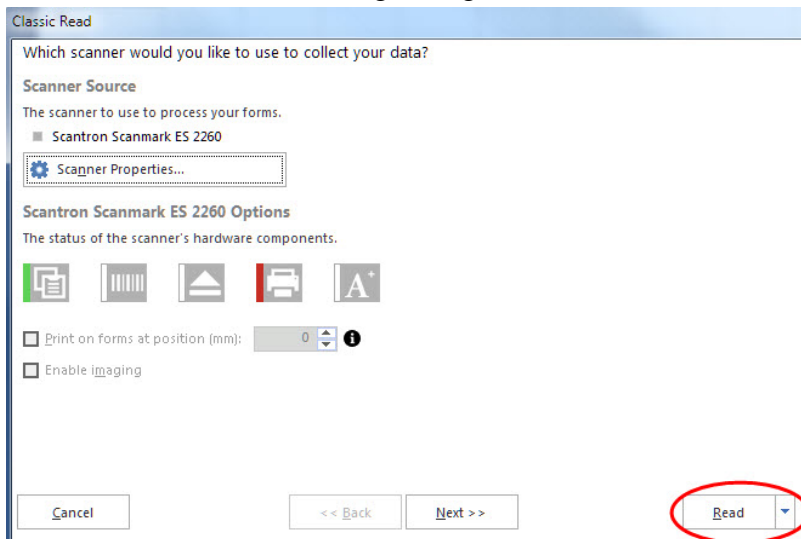 Classic Read
Which scanner would you like to use to collect your data?
Scanner Source
The scanner to use to process your forms.
Scantron Scanmark ES 2260
Scanner Properties...
Scantron Scanmark ES 2260 Options
The status of the scanner's hardware components.
A+
Print on forms at position (mm): 0
Enable imaging
Cancel << Back Next >> Read